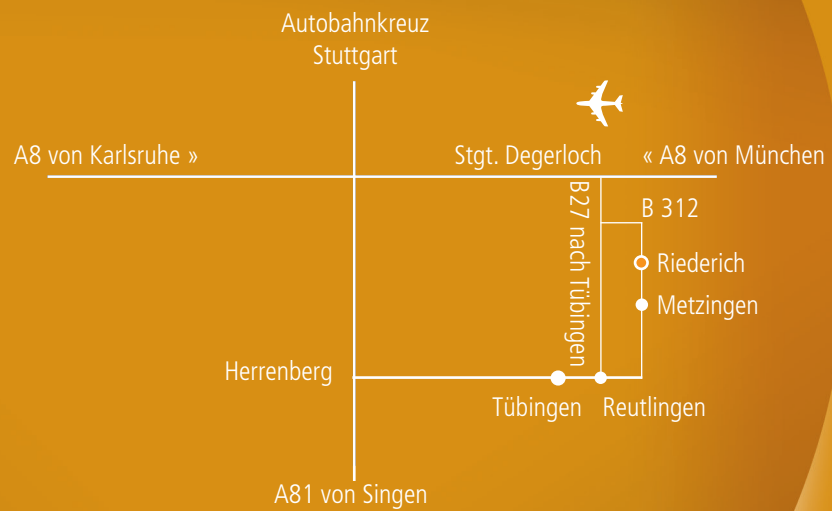 Autobahnkreuz
Stuttgart
A8 von Karlsruhe »
Stgt. Degerloch
« A8 von München
B 312
B27 nach Tübingen
Riederich
Metzingen
Herrenberg
Tübingen
Reutlingen
A81 von Singen